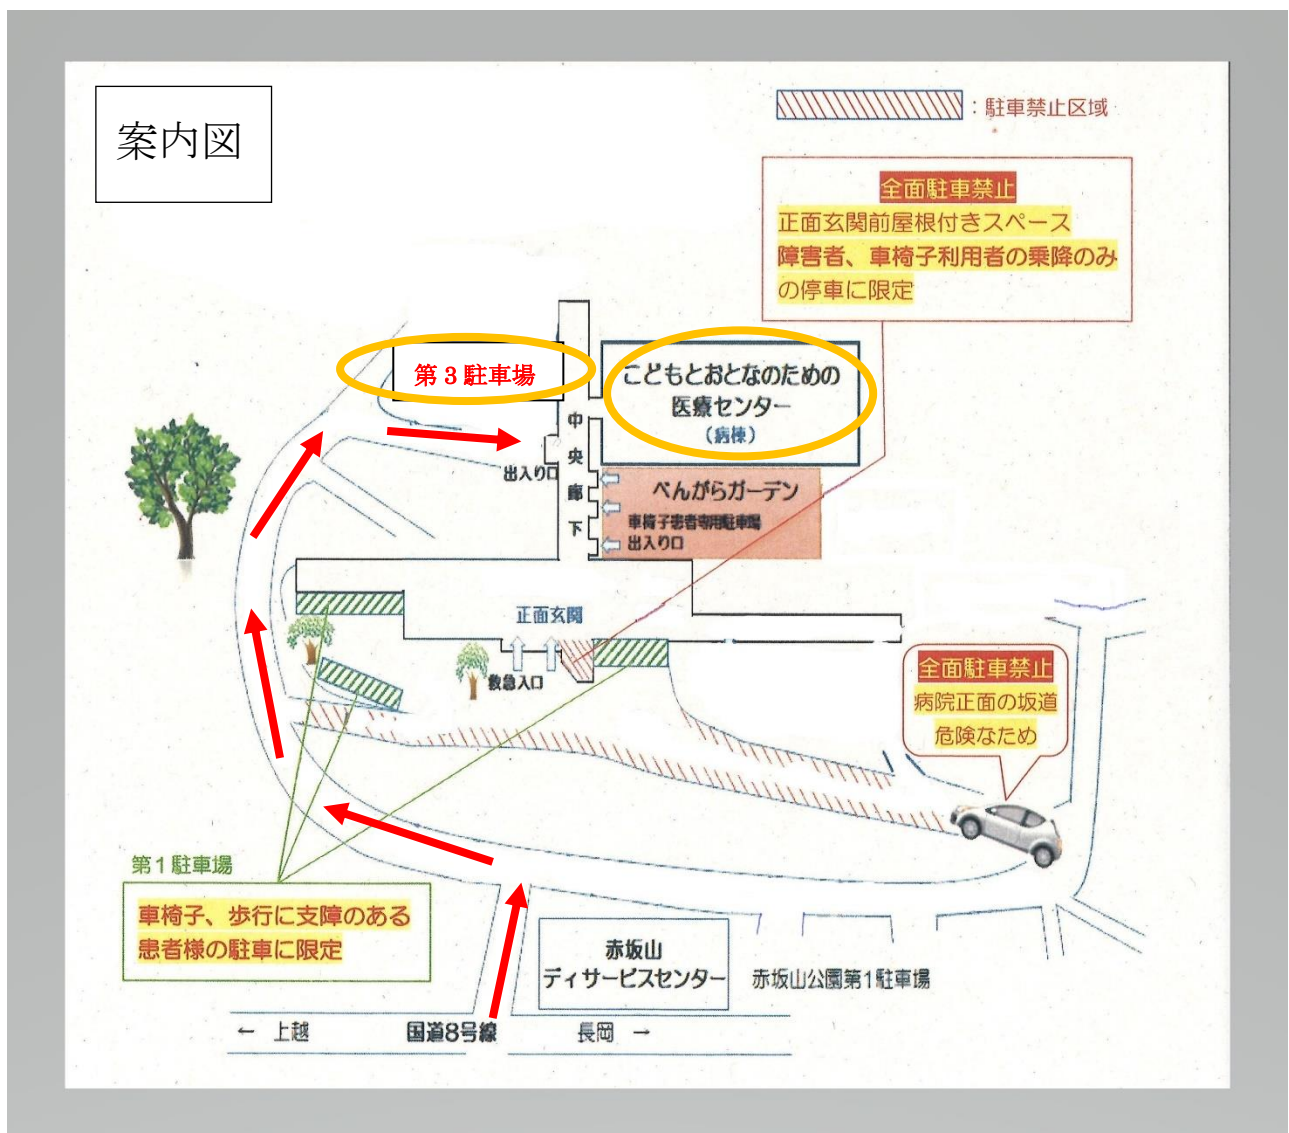 案内図
：駐車禁止区域
全面駐車禁止
正面玄関前屋根付きスペース
障害者、車椅子利用者の乗降のみ
の停車に限定
第3駐車場
こどもとおとなのための
医療センター
（病棟）
中央廊下
出入り口
べんがらガーデン
車椅子患者専用駐車場
出入り口
正面玄関
救急入口
全面駐車禁止
病院正面の坂道
危険なため
第1駐車場
車椅子、歩行に支障のある
患者様の駐車に限定
赤坂山
ディサービスセンター
赤坂山公園第1駐車場
← 上越
国道8号線
長岡 →